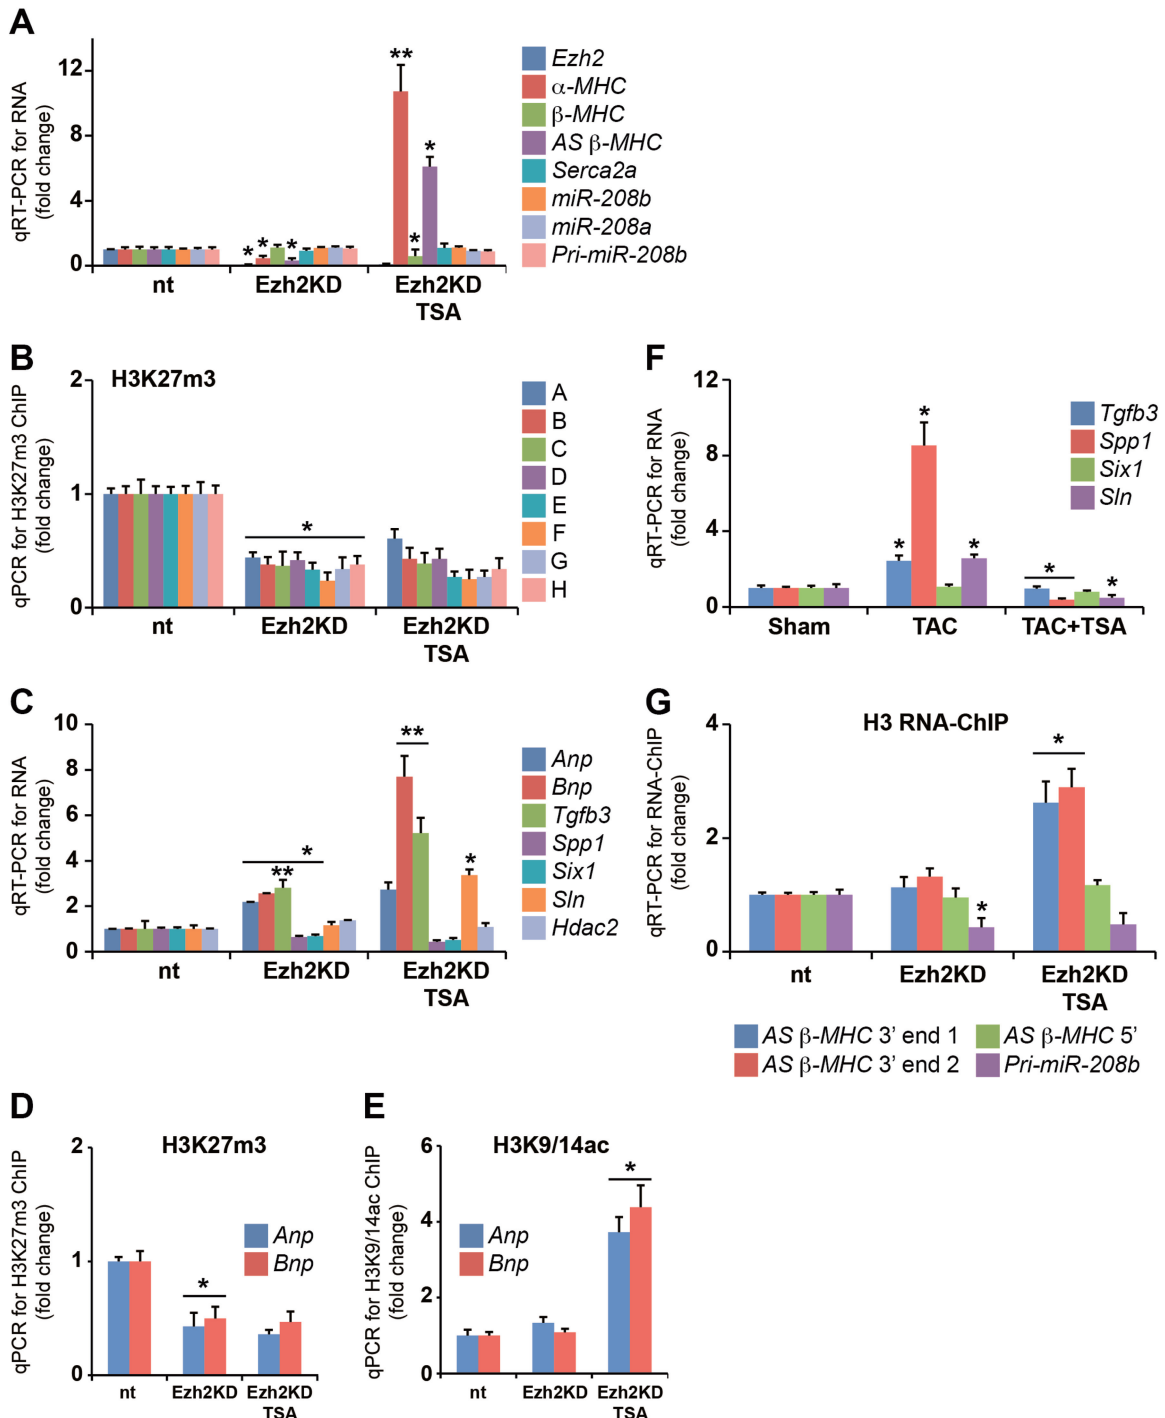 A
qRT-PCR for RNA
(fold change)
12
8
4
0
**
*
*
*
*
*
nt
Ezh2KD
Ezh2KD
TSA
Ezh2
α-MHC
β-MHC
AS β-MHC
Serca2a
miR-208b
miR-208a
Pri-miR-208b
B
H3K27m3
qPCR for H3K27m3 ChIP
(fold change)
2
1
0
*
nt
Ezh2KD
Ezh2KD
TSA
A
B
C
D
E
F
G
H
F
qRT-PCR for RNA
(fold change)
12
8
4
0
*
*
*
*
*
Sham
TAC
TAC+TSA
Tgfb3
Spp1
Six1
Sln
C
qRT-PCR for RNA
(fold change)
10
8
6
4
2
0
*
**
**
*
nt
Ezh2KD
Ezh2KD
TSA
Anp
Bnp
Tgfb3
Spp1
Six1
Sln
Hdac2
G
H3 RNA-ChIP
qRT-PCR for RNA-ChIP
(fold change)
4
2
0
*
*
nt
Ezh2KD
Ezh2KD
TSA
AS β-MHC 3’ end 1
AS β-MHC 5’
AS β-MHC 3’ end 2
Pri-miR-208b
D
H3K27m3
qPCR for H3K27m3 ChIP
(fold change)
2
1
0
*
Anp
Bnp
nt
Ezh2KD
Ezh2KD
TSA
E
H3K9/14ac
qPCR for H3K9/14ac ChIP
(fold change)
6
4
2
0
*
Anp
Bnp
nt
Ezh2KD
Ezh2KD
TSA